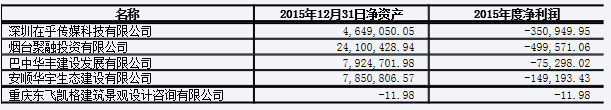 名称 2015年12月31日净资产 2015年度净利润
深圳在乎传媒科技有限公司 4,649,050.05 -350,949.95
烟台聚融投资有限公司 24,100,428.94 -499,571.06
巴中华丰建设发展有限公司 7,924,701.98 -75,298.02
安顺华宇生态建设有限公司 7,850,806.57 -149,193.43
重庆东飞凯格建筑景观设计咨询有限公司 -11.98 -11.98